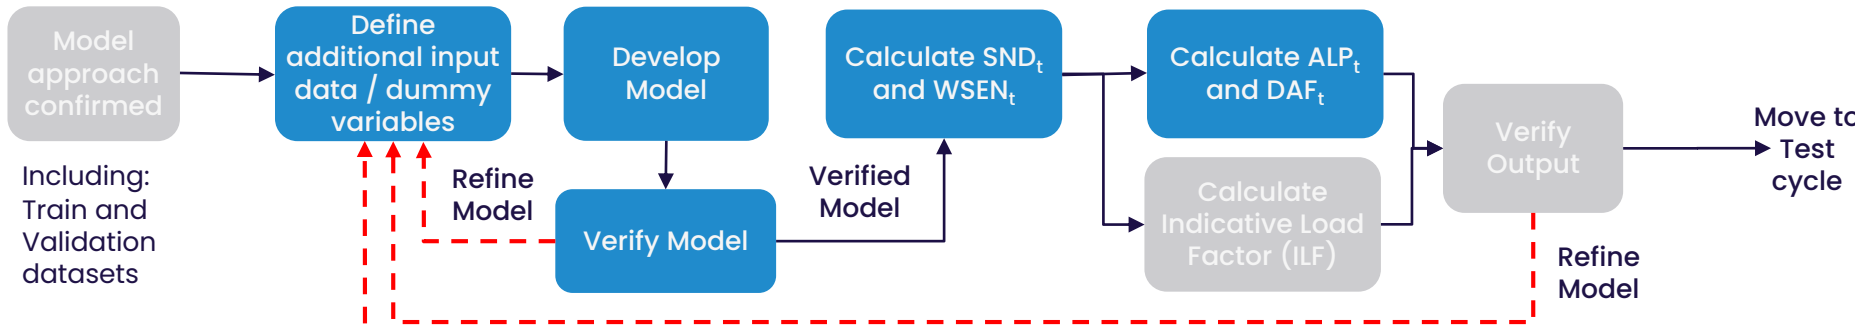 Model
approach
confirmed
Including:
Train and
Validation
datasets
Define
additional input
data / dummy
variables
Develop
Model
Refine
Model
Verify Model
Verified
Model
Calculate SNDt
and WSENt
Calculate ALPt
and DAFt
Calculate
Indicative Load
Factor (ILF)
Verify
Output
Refine
Model
Move to
Test
cycle